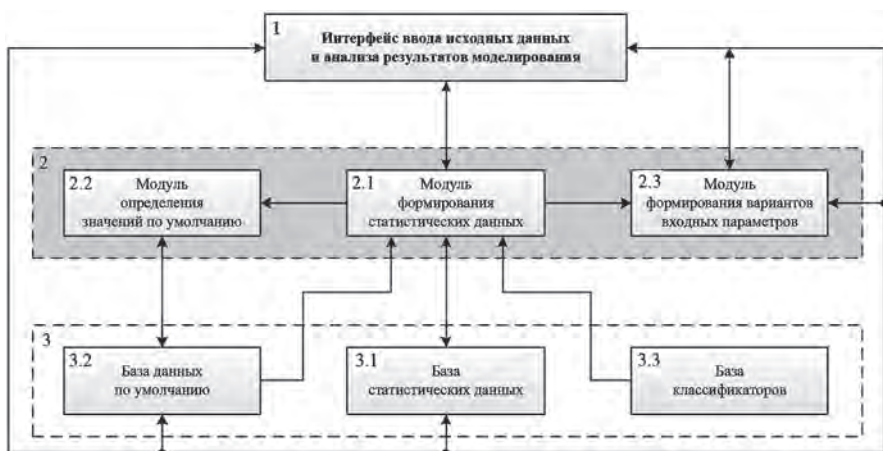 1
Интерфейс ввода исходных данных
и анализа результатов моделирования
2
2.2
Модуль
определения
значений по умолчанию
2.1
Модуль
формирования
статистических данных
2.3
Модуль
формирования вариантов
входных параметров
3
3.2
База данных
по умолчанию
3.1
База
статистических данных
3.3
База
классификаторов